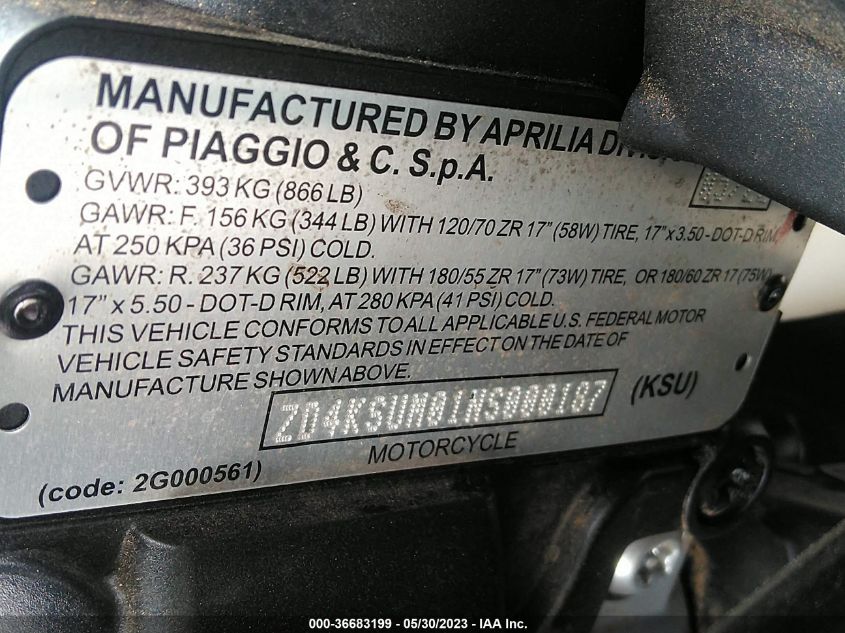 MANUFACTURED BY APRILIA
OF PIAGGIO & C. S.p.A.
GVWR: 393 KG (866 LB)
GAWR: F. 156 KG (344 LB) WITH 120/70 ZR 17" (58W) TIRE, 17" x 3.50 - DOT-D RIM,
AT 250 KPA (36 PSI) COLD.
GAWR: R. 237 KG (522 LB) WITH 180/55 ZR 17" (73W) TIRE, OR 180/60 ZR 17 (75W)
17" x 5.50 - DOT-D RIM, AT 280 KPA (41 PSI) COLD.
THIS VEHICLE CONFORMS TO ALL APPLICABLE U.S. FEDERAL MOTOR
VEHICLE SAFETY STANDARDS IN EFFECT ON THE DATE OF
MANUFACTURE SHOWN ABOVE.
ZD4KSUM01NS000187 (KSU)
MOTORCYCLE
(code: 2G000561)
000-36683199 - 05/30/2023 - IAA Inc.